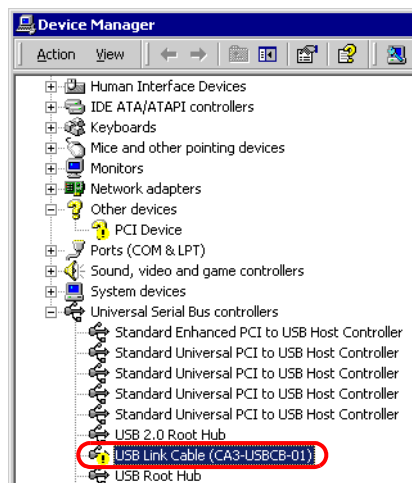 Device Manager
Action View
Human Interface Devices
IDE ATA/ATAPI controllers
Keyboards
Mice and other pointing devices
Monitors
Network adapters
Other devices
PCI Device
Ports (COM & LPT)
Sound, video and game controllers
System devices
Universal Serial Bus controllers
Standard Enhanced PCI to USB Host Controller
Standard Universal PCI to USB Host Controller
Standard Universal PCI to USB Host Controller
Standard Universal PCI to USB Host Controller
Standard Universal PCI to USB Host Controller
USB 2.0 Root Hub
USB Link Cable (CA3-USBCB-01)
USB Root Hub